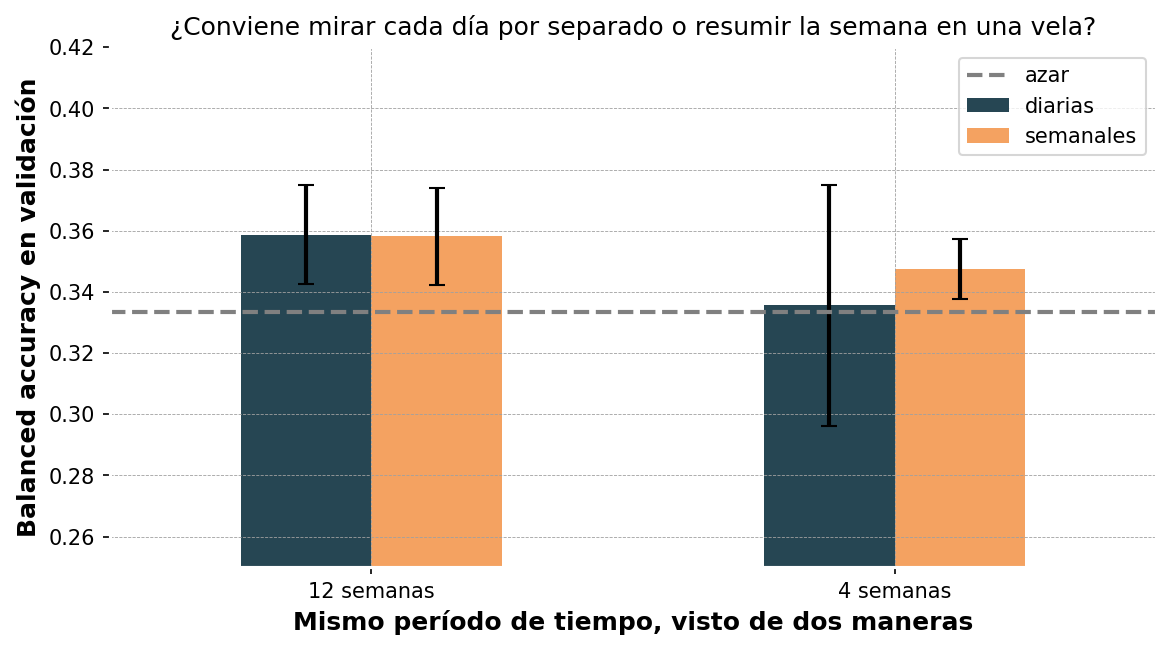 ¿Conviene mirar cada día por separado o resumir la semana en una vela?
Balanced accuracy en validación
0.42
0.40
0.38
0.36
0.34
0.32
0.30
0.28
0.26
azar
diarias
semanales
12 semanas
4 semanas
Mismo período de tiempo, visto de dos maneras